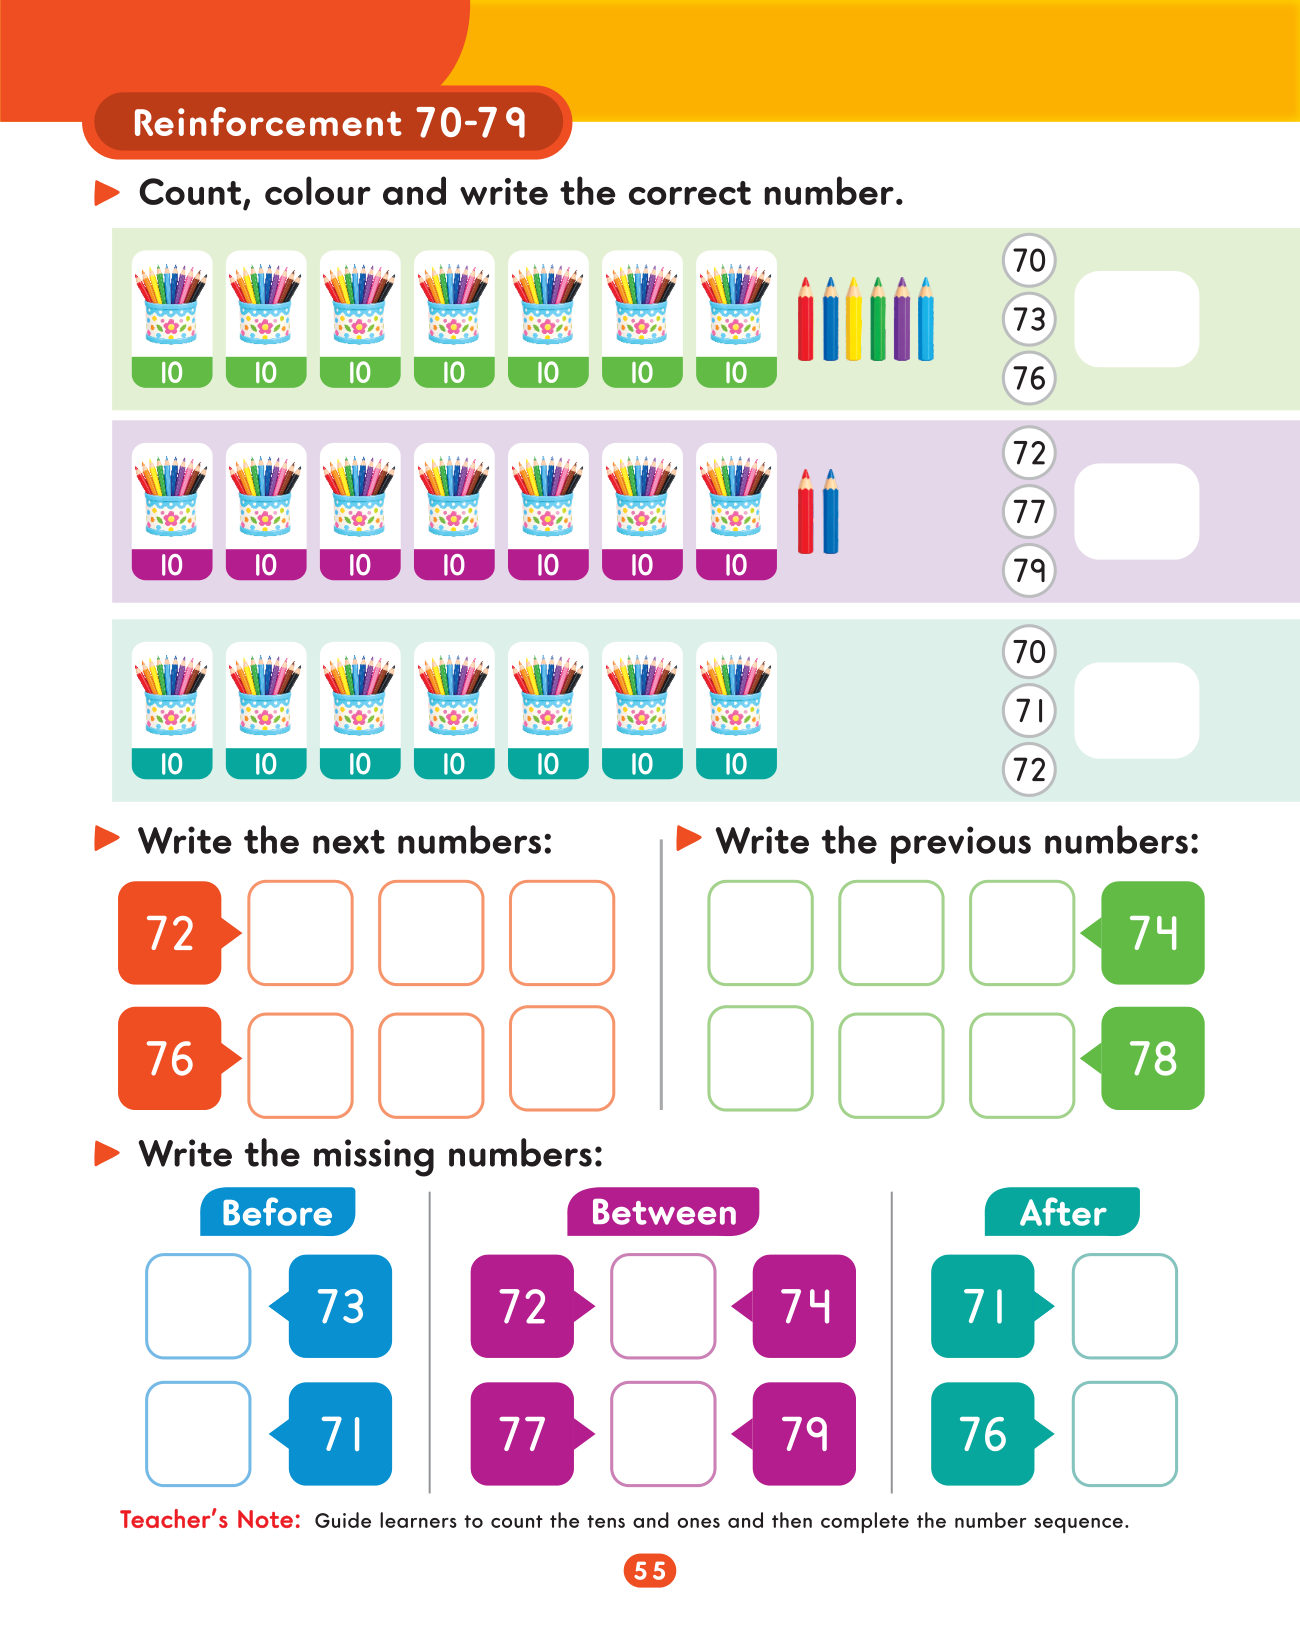 Reinforcement 70-79
Count, colour and write the correct number.
10 10 10 10 10 10 10
70
73
76
10 10 10 10 10 10 10
72
77
79
10 10 10 10 10 10 10
70
71
72
Write the next numbers:
72
76
Write the previous numbers:
74
78
Write the missing numbers:
Before
73
71
Between
72 74
77 79
After
71
76
Teacher's Note: Guide learners to count the tens and ones and then complete the number sequence.
55